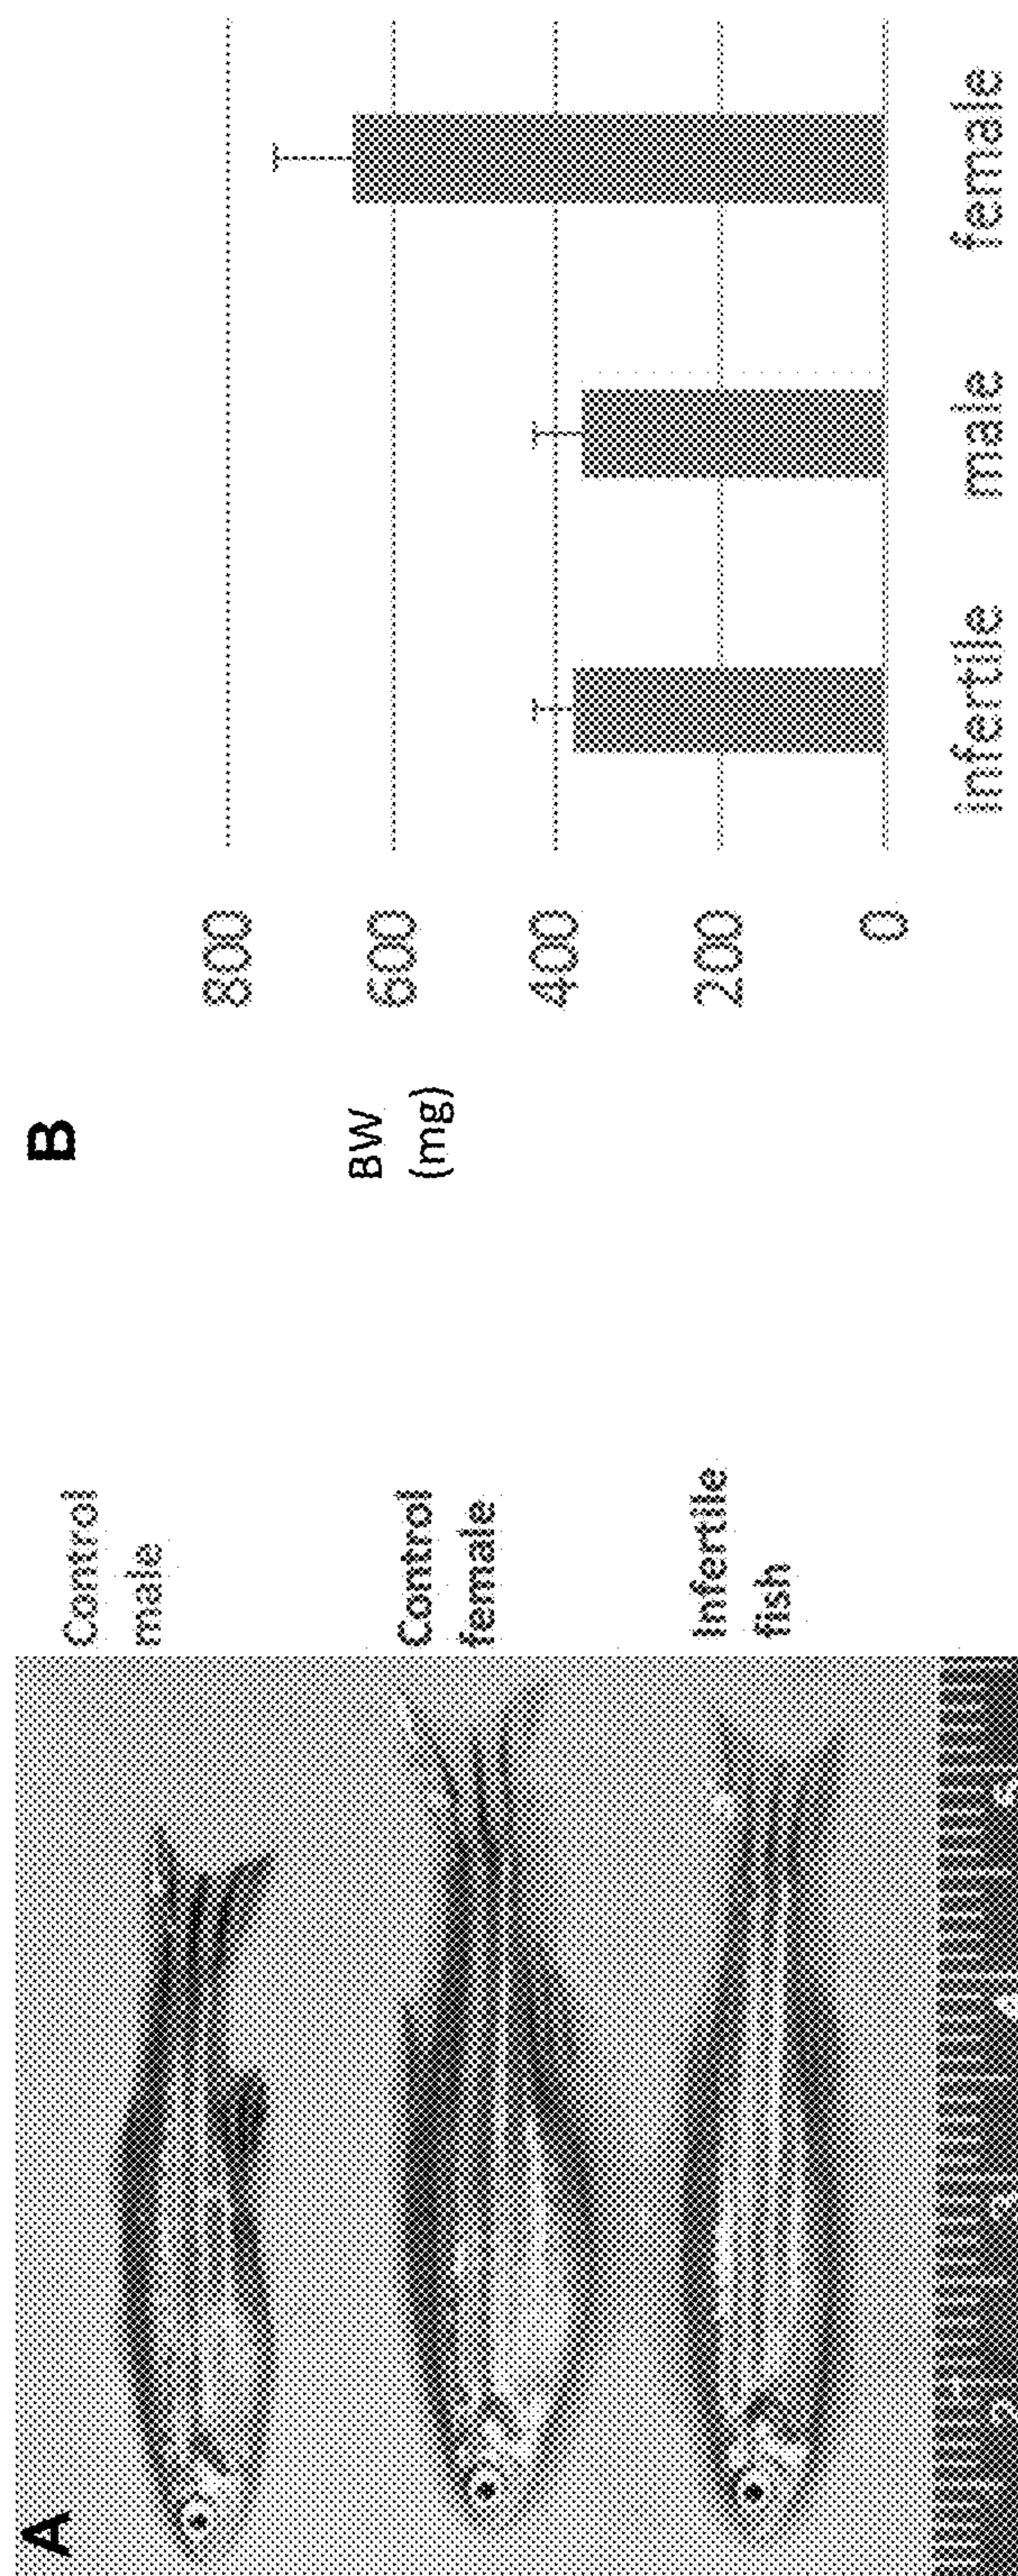 A
Control
male
Control
female
Infertile
fish
B
BW
(mg)
800
600
400
200
0
infertile
male
female